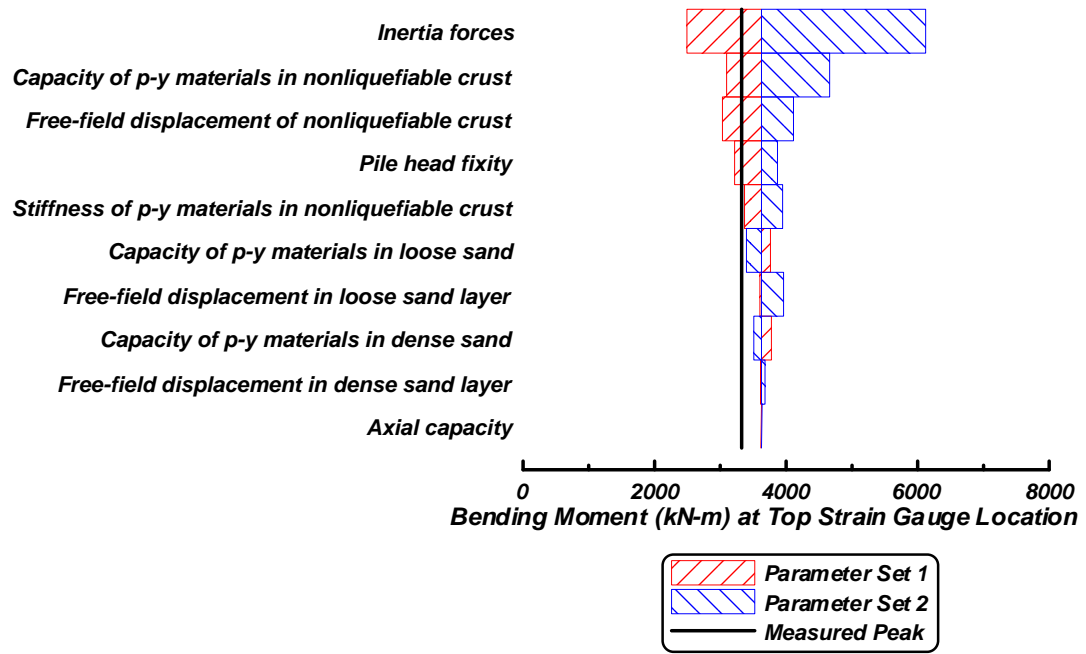 Inertia forces
Capacity of p-y materials in nonliquefiable crust
Free-field displacement of nonliquefiable crust
Pile head fixity
Stiffness of p-y materials in nonliquefiable crust
Capacity of p-y materials in loose sand
Free-field displacement in loose sand layer
Capacity of p-y materials in dense sand
Free-field displacement in dense sand layer
Axial capacity
0 2000 4000 6000 8000
Bending Moment (kN-m) at Top Strain Gauge Location
Parameter Set 1
Parameter Set 2
Measured Peak